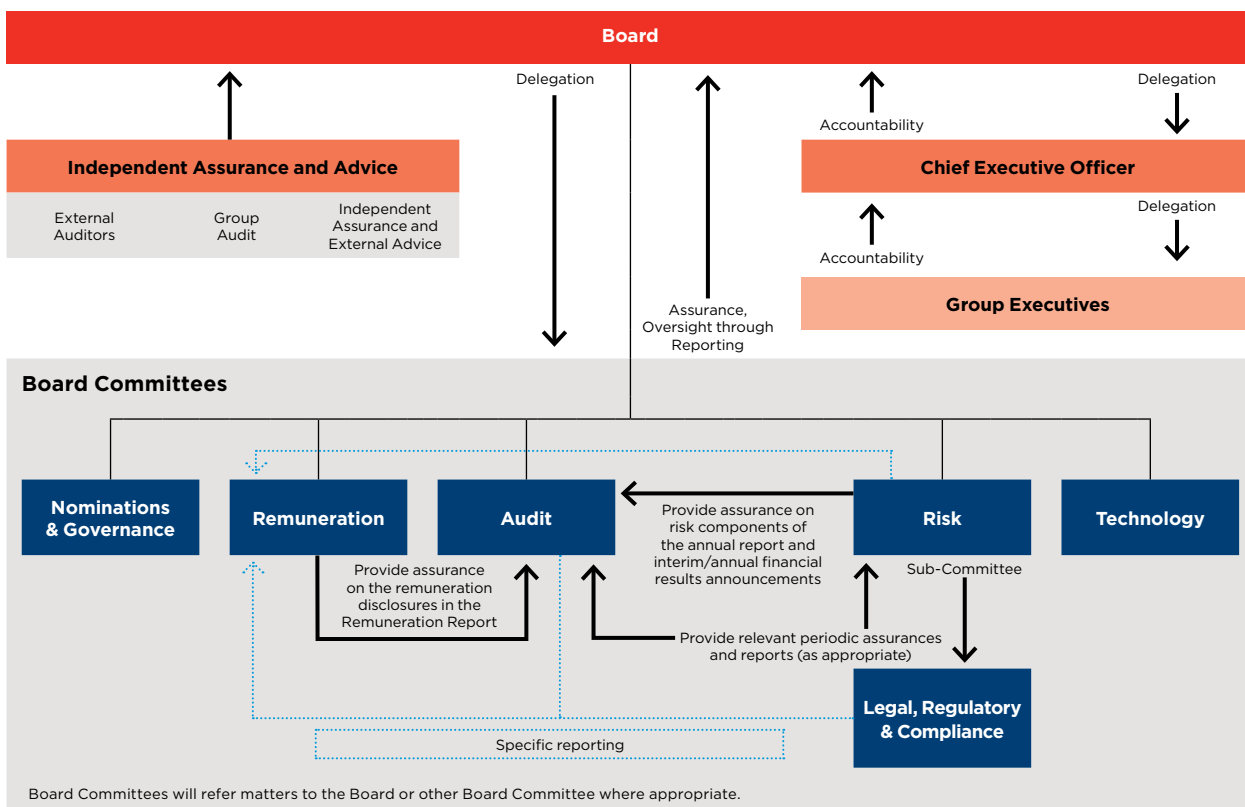 Board
Delegation
Delegation
Accountability
Independent Assurance and Advice
Chief Executive Officer
External
Auditors
Group
Audit
Independent
Assurance and
External Advice
Delegation
Accountability
Group Executives
Assurance,
Oversight through
Reporting
Board Committees
Nominations
& Governance
Remuneration
Audit
Provide assurance on
risk components of
the annual report and
interim/annual financial
results announcements
Risk
Technology
Sub-Committee
Provide assurance
on the remuneration
disclosures in the
Remuneration Report
Provide relevant periodic assurances
and reports (as appropriate)
Legal, Regulatory
& Compliance
Specific reporting
Board Committees will refer matters to the Board or other Board Committee where appropriate.